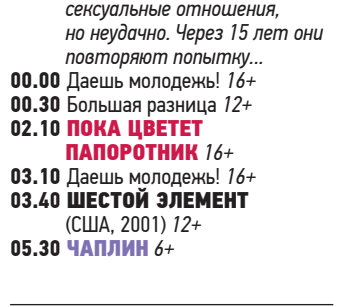 сексуальные отношения,
но неудачно. Через 15 лет они
повторяют попытку...
00.00 Даешь молодежь! 16+
00.30 Большая разница 12+
02.10 ПОКА ЦВЕТЕТ
ПАПОРОТНИК 16+
03.10 Даешь молодежь! 16+
03.40 ШЕСТОЙ ЭЛЕМЕНТ
(США, 2001) 12+
05.30 ЧАПЛИН 6+